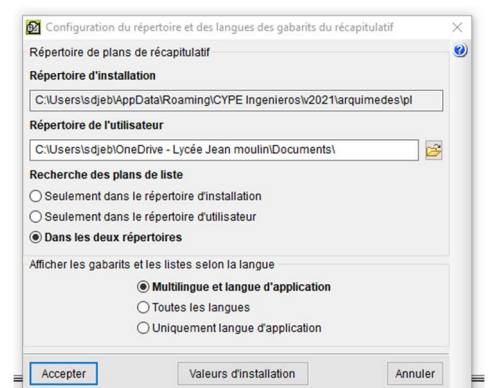 Configuration du répertoire et des langues des gabarits du récapitulatif
Répertoire de plans de récapitulatif
Répertoire d'installation
C:\Users\sdjeb\AppData\Roaming\CYPE Ingenieros\v2021\arquimedes\pl
Répertoire de l'utilisateur
C:\Users\sdjeb\OneDrive - Lycée Jean moulin\Documents\
Recherche des plans de liste
Seulement dans le répertoire d'installation
Seulement dans le répertoire d'utilisateur
Dans les deux répertoires
Afficher les gabarits et les listes selon la langue
Multilingue et langue d'application
Toutes les langues
Uniquement langue d'application
Accepter Valeurs d'installation Annuler